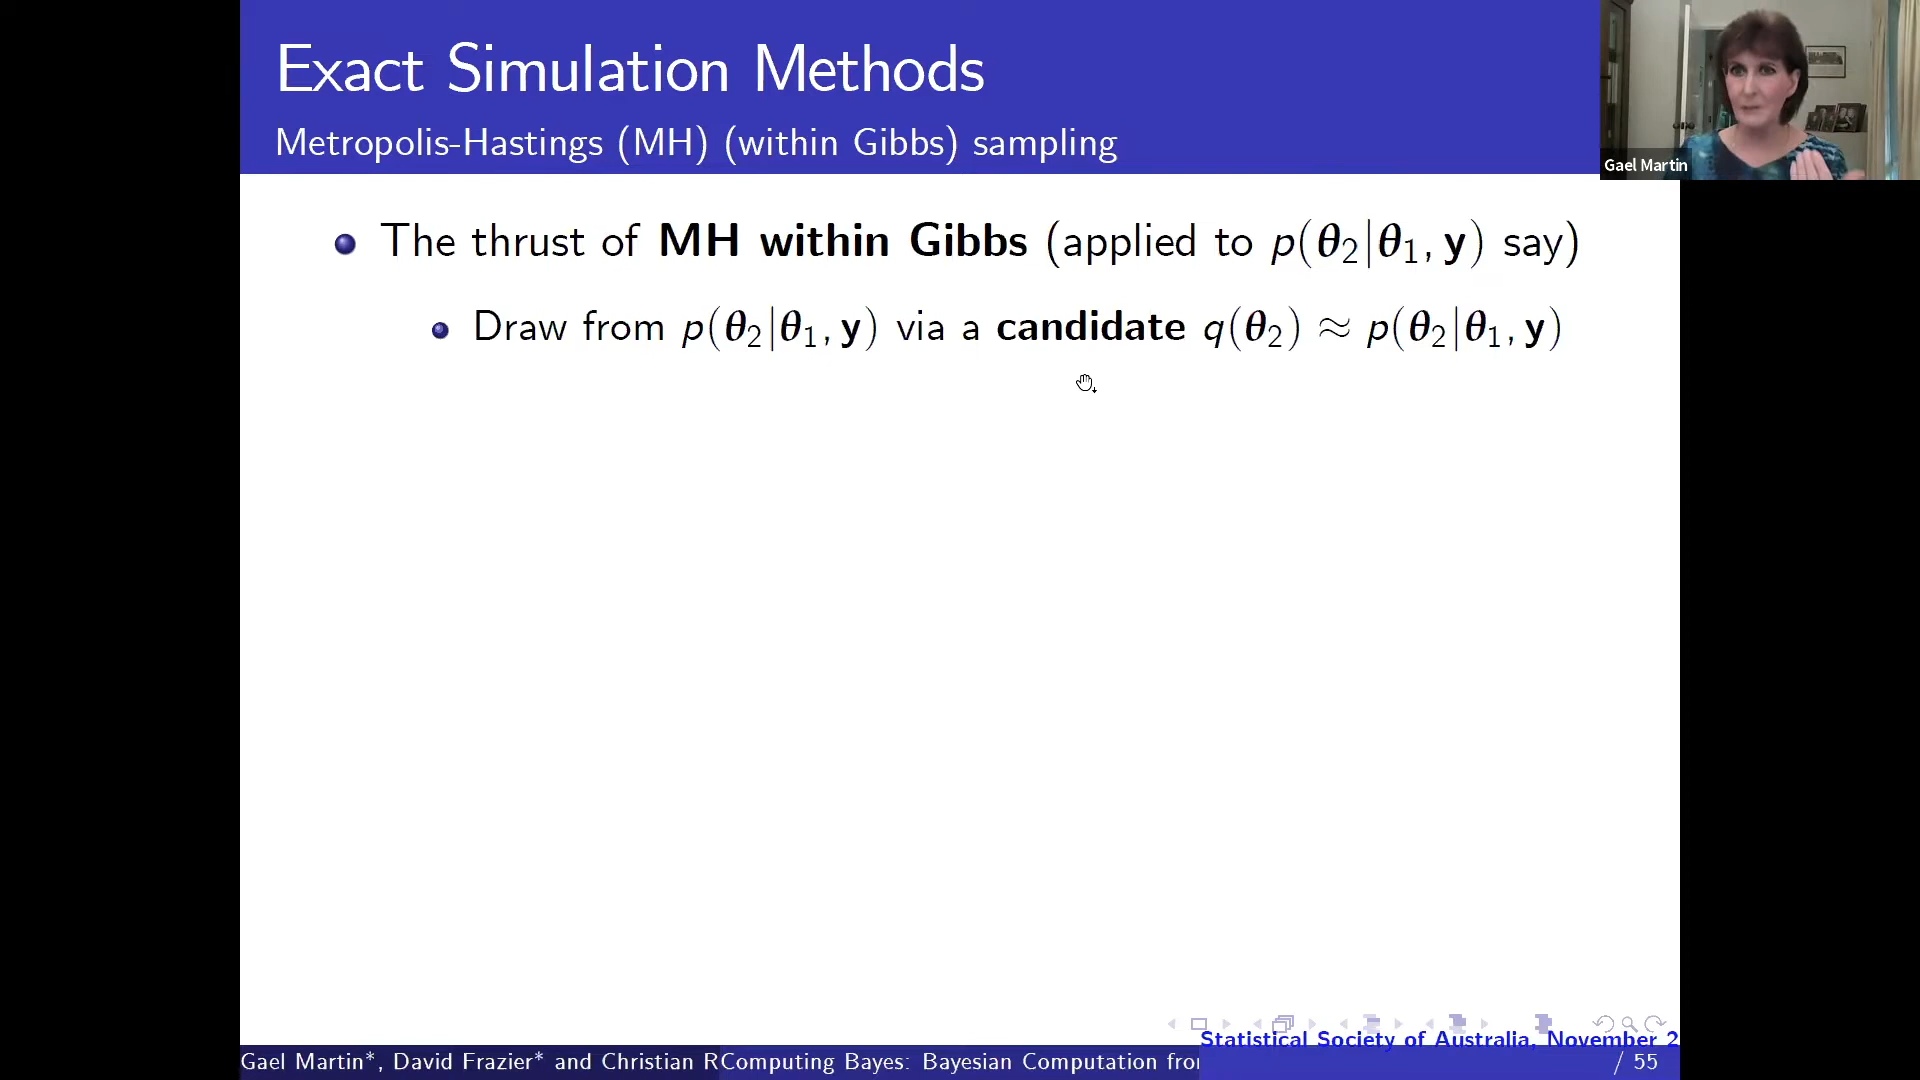 Exact Simulation Methods
Metropolis-Hastings (MH) (within Gibbs) sampling
Gael Martin
The thrust of MH within Gibbs (applied to p(θ₂|θ₁, y) say)
Draw from p(θ₂|θ₁, y) via a candidate q(θ₂) ≈ p(θ₂|θ₁, y)
Statistical Society of Australia, November 2
Gael Martin*, David Frazier* and Christian R
Computing Bayes: Bayesian Computation from
/ 55